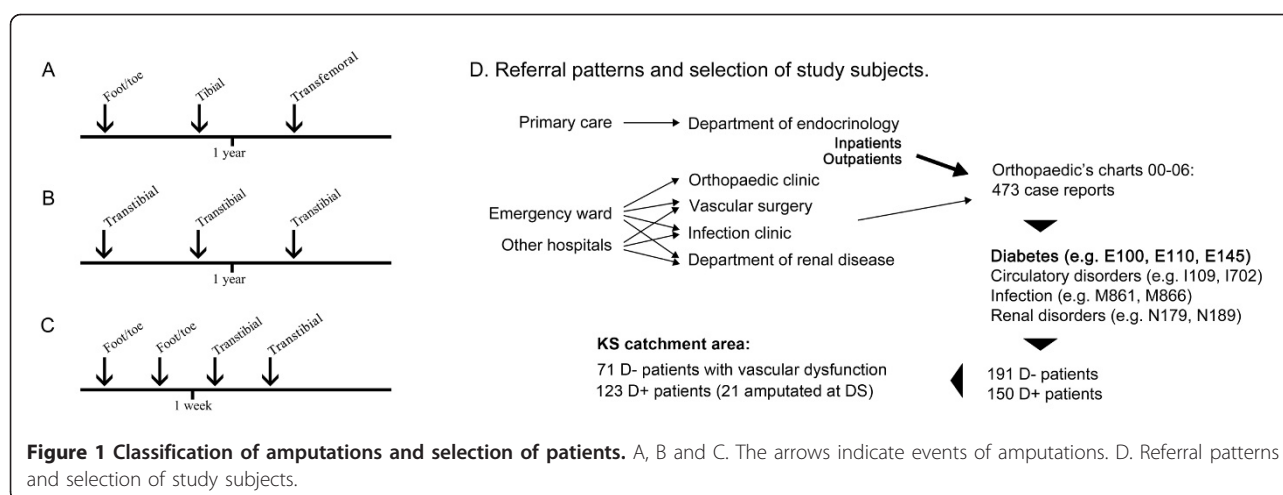 A
Foot/toe
Tibial
Transfemoral
1 year
B
Transtibial
Transtibial
Transtibial
1 year
C
Foot/toe
Foot/toe
Transtibial
Transtibial
1 week
D. Referral patterns and selection of study subjects.
Primary care
Department of endocrinology
Inpatients
Outpatients
Emergency ward
Other hospitals
Orthopaedic clinic
Vascular surgery
Infection clinic
Department of renal disease
Orthopaedic's charts 00-06:
473 case reports
Diabetes (e.g. E100, E110, E145)
Circulatory disorders (e.g. I109, I702)
Infection (e.g. M861, M866)
Renal disorders (e.g. N179, N189)
191 D- patients
150 D+ patients
KS catchment area:
71 D- patients with vascular dysfunction
123 D+ patients (21 amputated at DS)
Figure 1 Classification of amputations and selection of patients. A, B and C. The arrows indicate events of amputations. D. Referral patterns
and selection of study subjects.